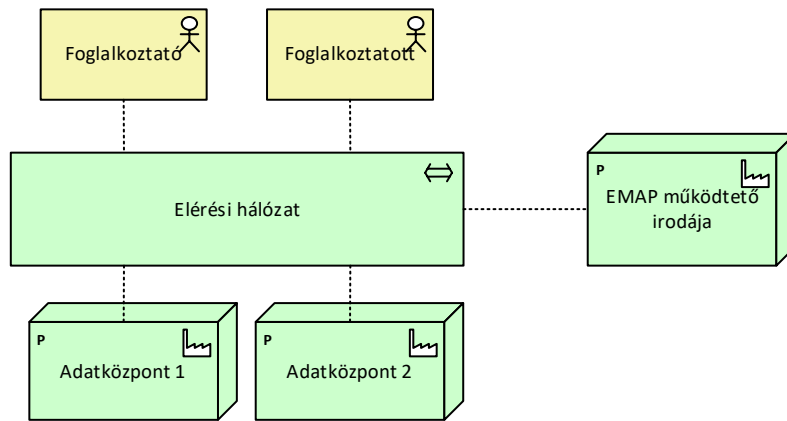 Foglalkoztató
Foglalkoztatott
Elérési hálózat
P
EMAP működtető
irodája
P
Adatközpont 1
P
Adatközpont 2